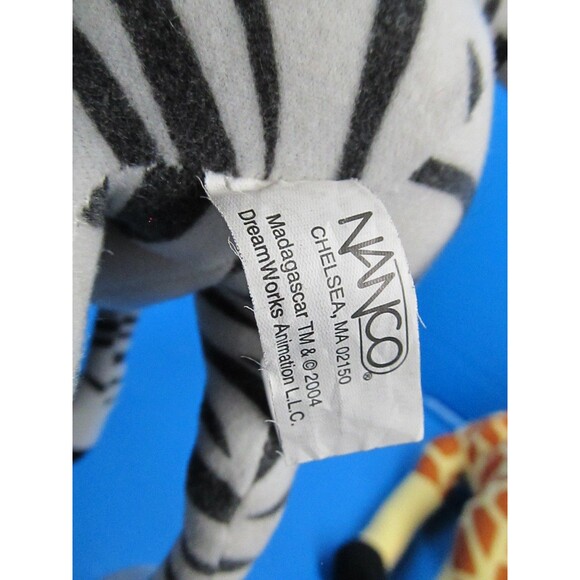 NANCO®
CHELSEA, MA 02150
Madagascar TM & © 2004
DreamWorks Animation L.L.C.